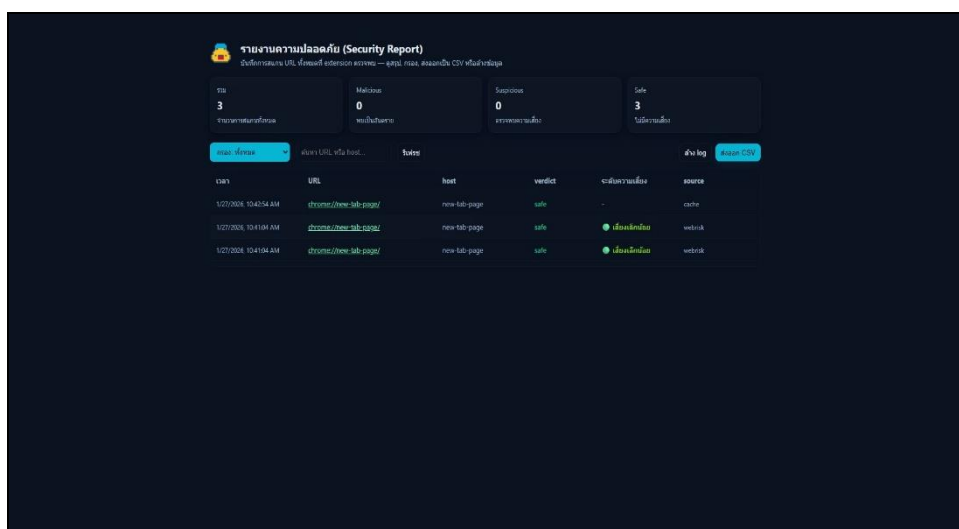 รายงานความปลอดภัย (Security Report)
บันทึกการสแกน URL ทั้งหมดที่ extension ตรวจพบ — ดูสรุป, กรอง, ส่งออกเป็น CSV หรือล้างข้อมูล
รวม
3
จำนวนการสแกนทั้งหมด
Malicious
0
พบเป็นอันตราย
Suspicious
0
ตรวจพบความเสี่ยง
Safe
3
ไม่มีความเสี่ยง
กรอง: ทั้งหมด ค้นหา URL หรือ host... รีเฟรช ล้าง log ส่งออก CSV
เวลา URL host verdict ระดับความเสี่ยง source
1/27/2026, 10:42:54 AM chrome://new-tab-page/ new-tab-page safe - cache
1/27/2026, 10:41:04 AM chrome://new-tab-page/ new-tab-page safe เสี่ยงเล็กน้อย webrisk
1/27/2026, 10:41:04 AM chrome://new-tab-page/ new-tab-page safe เสี่ยงเล็กน้อย webrisk